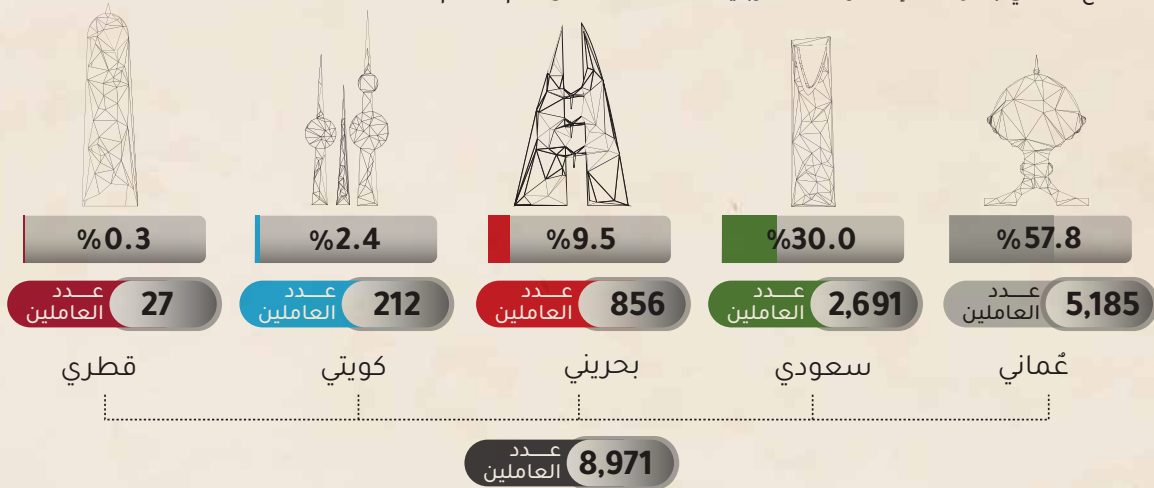 %57.8
%30.0
%9.5
%2.4
%0.3
عـــدد
العاملين
5,185
عـــدد
العاملين
2,691
عـــدد
العاملين
856
عـــدد
العاملين
212
عـــدد
العاملين
27
عُماني
سعودي
بحريني
كويتي
قطري
عـــدد
العاملين
8,971